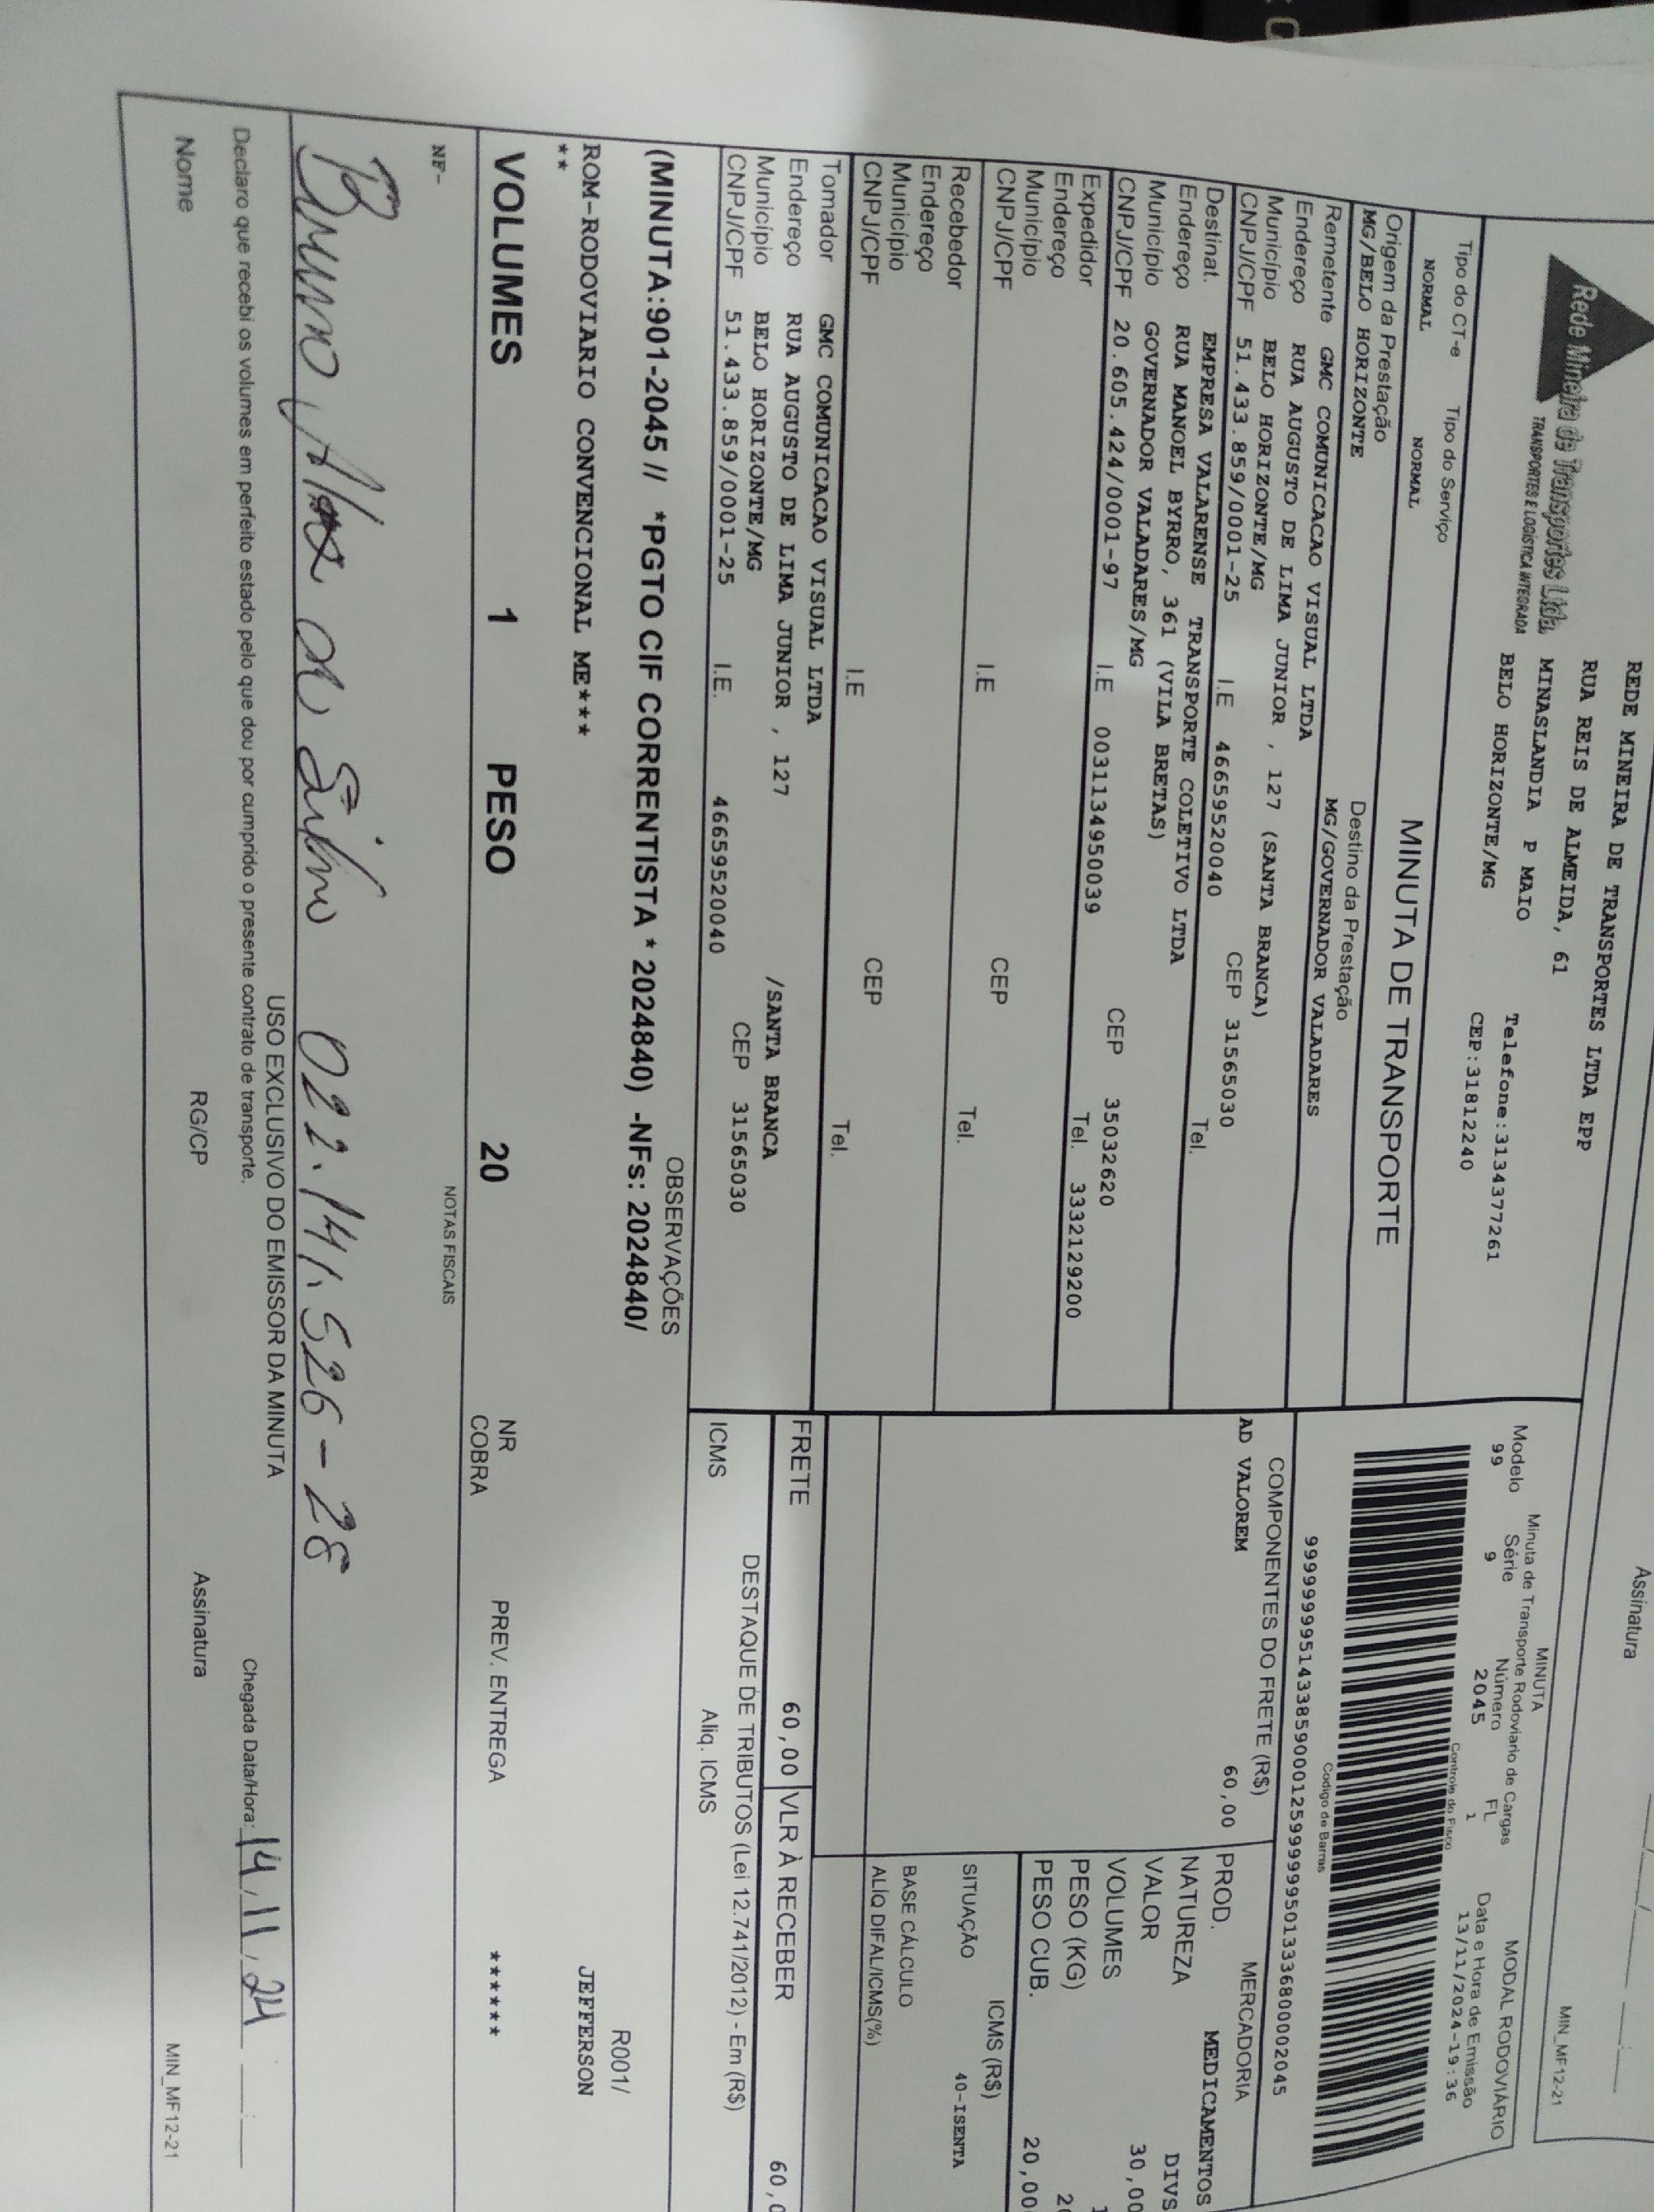 Assinatura
MIN_MF12-21
Rede Mineira de Transportes Ltda.
TRANSPORTES E LOGÍSTICA INTEGRADA
REDE MINEIRA DE TRANSPORTES LTDA EPP
RUA REIS DE ALMEIDA, 61
MINASLANDIA P MAIO
BELO HORIZONTE/MG
Telefone:3134377261
CEP:31812240
MINUTA
Minuta de Transporte Rodoviario de Cargas
MODAL RODOVIÁRIO
Modelo Série Número FL Data e Hora de Emissão
99 9 2045 1 13/11/2024-19:36
Controle do Fisco
Codigo de Barras
Tipo do CT-e Tipo do Serviço
NORMAL NORMAL
MINUTA DE TRANSPORTE
Origem da Prestação
MG/BELO HORIZONTE
Destino da Prestação
MG/GOVERNADOR VALADARES
Remetente GMC COMUNICACAO VISUAL LTDA
Endereço RUA AUGUSTO DE LIMA JUNIOR , 127 (SANTA BRANCA)
Município BELO HORIZONTE/MG CEP 31565030
CNPJ/CPF 51.433.859/0001-25 I.E 46659520040 Tel.
Destinat. EMPRESA VALARENSE TRANSPORTE COLETIVO LTDA
Endereço RUA MANOEL BYRRO, 361 (VILA BRETAS)
Município GOVERNADOR VALADARES/MG CEP 35032620
CNPJ/CPF 20.605.424/0001-97 I.E 0031134950039 Tel. 3332129200
Expedidor
Endereço
Município CEP
CNPJ/CPF I.E Tel.
Recebedor
Endereço
Município CEP
CNPJ/CPF I.E Tel.
Tomador GMC COMUNICACAO VISUAL LTDA
Endereço RUA AUGUSTO DE LIMA JUNIOR , 127 /SANTA BRANCA
Município BELO HORIZONTE/MG CEP 31565030
CNPJ/CPF 51.433.859/0001-25 I.E. 46659520040
COMPONENTES DO FRETE (R$)
AD VALOREM 60,00
MERCADORIA
PROD. MEDICAMENTOS
NATUREZA DIVS
VALOR 30,00
VOLUMES 1
PESO (KG)
PESO CUB. 20,00
ICMS (R$)
SITUAÇÃO 40-ISENTA
BASE CÁLCULO
ALÍQ DIFAL/ICMS(%)
FRETE 60,00 VLR À RECEBER 60,0
DESTAQUE DE TRIBUTOS (Lei 12.741/2012) - Em (R$)
ICMS Aliq. ICMS
OBSERVAÇÕES
(MINUTA:901-2045 // *PGTO CIF CORRENTISTA * 2024840) -NFs: 2024840/
R001/
ROM-RODOVIARIO CONVENCIONAL ME****
JEFFERSON
**
VOLUMES 1 PESO 20 NR COBRA PREV. ENTREGA ******
NOTAS FISCAIS
NF-
Bruno 021.141.526-28
USO EXCLUSIVO DO EMISSOR DA MINUTA
Declaro que recebi os volumes em perfeito estado pelo que dou por cumprido o presente contrato de transporte.
Chegada Data/Hora: 14/11/24
Nome RG/CP Assinatura
MIN_MF12-21